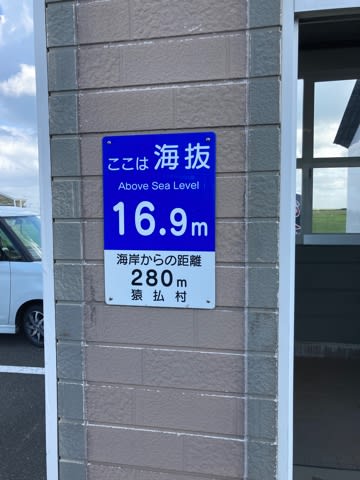 ここは 海抜
Above Sea Level
16.9m
海岸からの距離
280m
猿払村